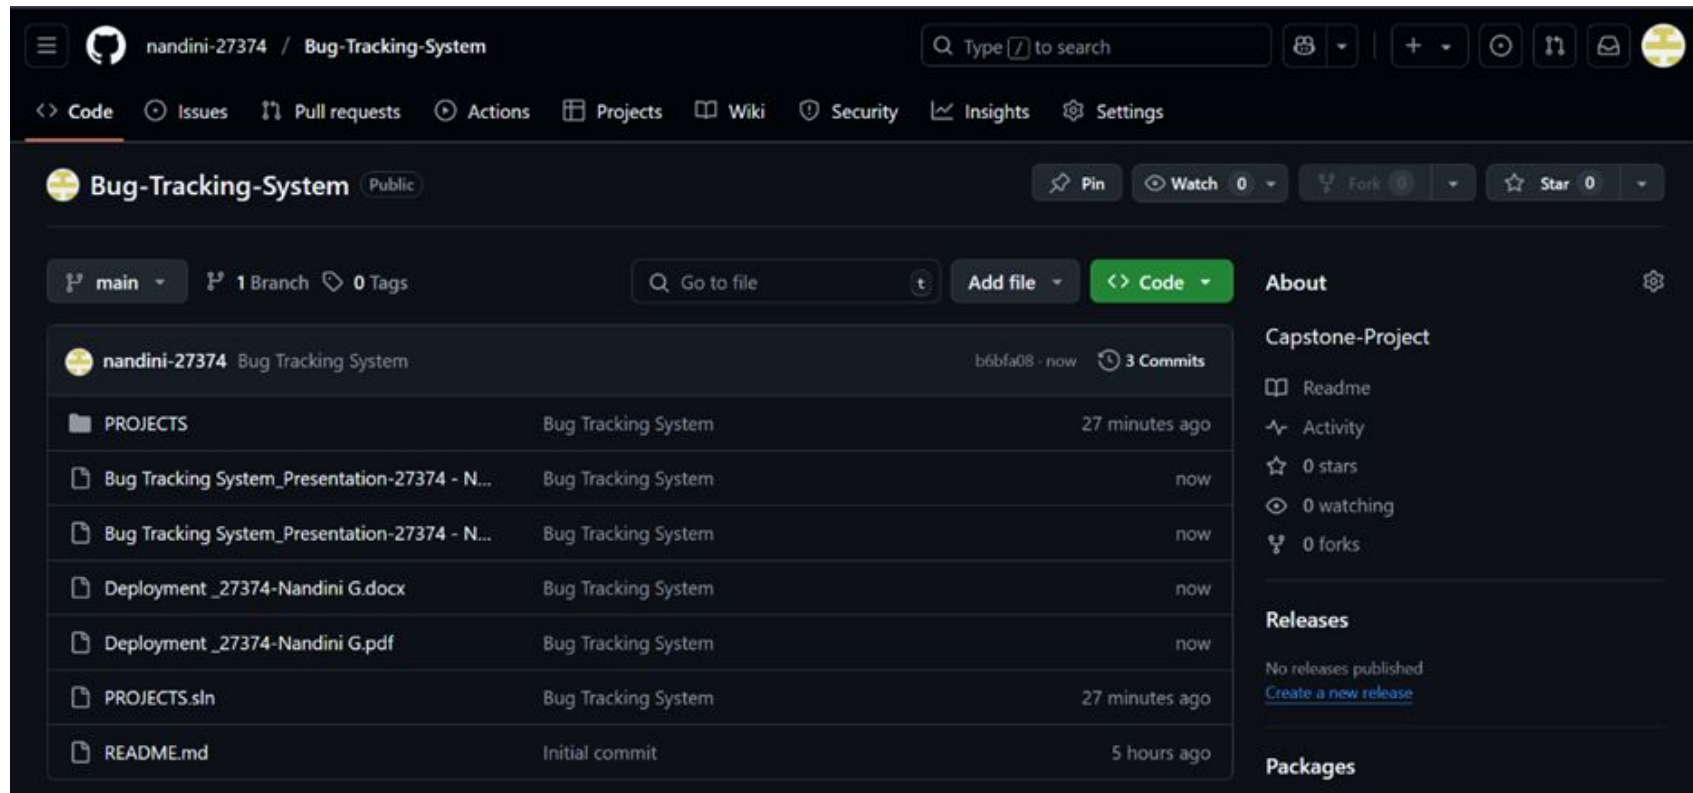 nandini-27374 / Bug-Tracking-System Type / to search
Code Issues Pull requests Actions Projects Wiki Security Insights Settings
Bug-Tracking-System Public Pin Watch 0 Fork 0 Star 0
main 1 Branch 0 Tags Go to file t Add file Code
nandini-27374 Bug Tracking System b6bfa08 · now 3 Commits
PROJECTS Bug Tracking System 27 minutes ago
Bug Tracking System_Presentation-27374 - N... Bug Tracking System now
Bug Tracking System_Presentation-27374 - N... Bug Tracking System now
Deployment _27374-Nandini G.docx Bug Tracking System now
Deployment _27374-Nandini G.pdf Bug Tracking System now
PROJECTS.sln Bug Tracking System 27 minutes ago
README.md Initial commit 5 hours ago
About
Capstone-Project
Readme
Activity
0 stars
0 watching
0 forks
Releases
No releases published
Create a new release
Packages